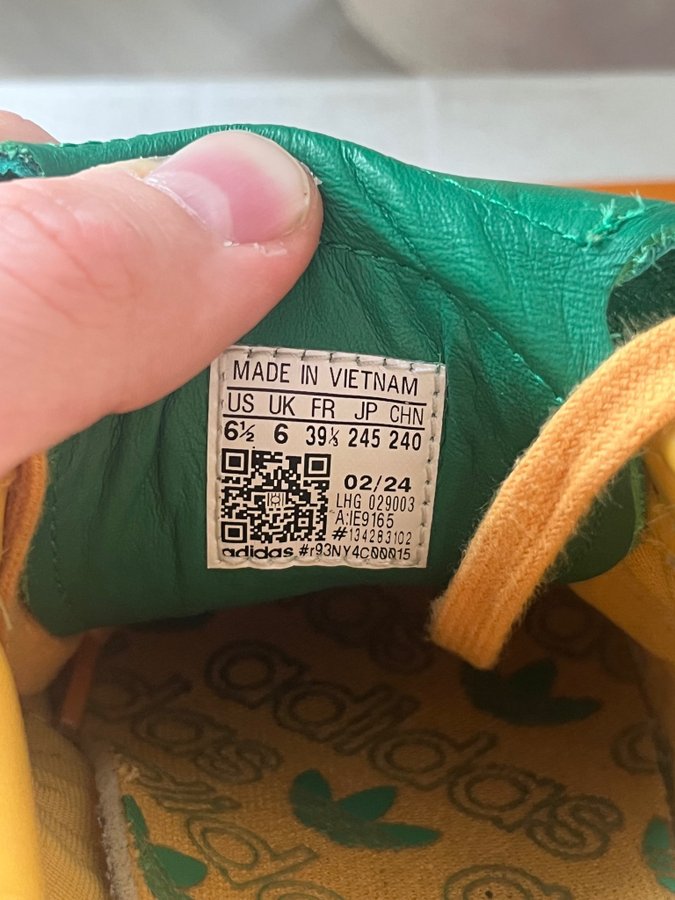 MADE IN VIETNAM
US UK FR JP CHN
6½ 6 39⅓ 245 240
02/24
LHG 029003
A:IE9165
#134283102
adidas #r93NY4C00015
adidas
adidas